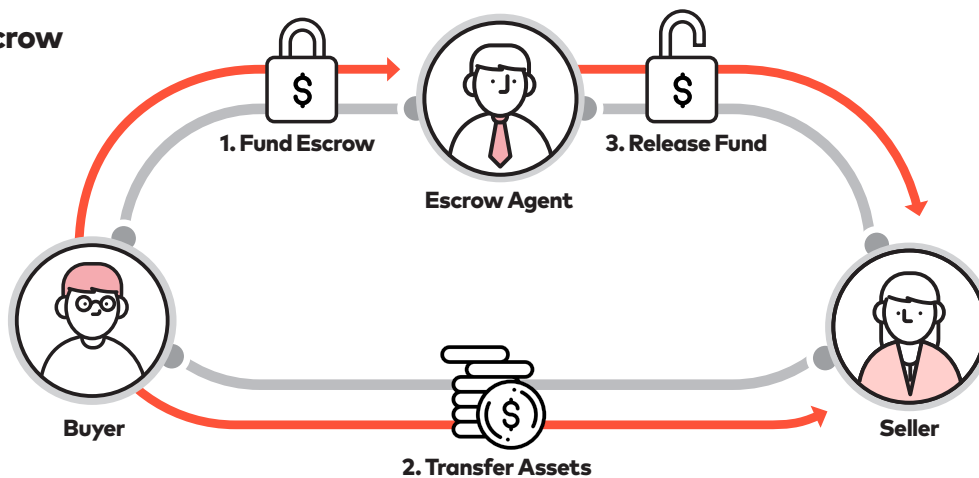 crow
$
$
1. Fund Escrow
3. Release Fund
Escrow Agent
$
Buyer
Seller
2. Transfer Assets